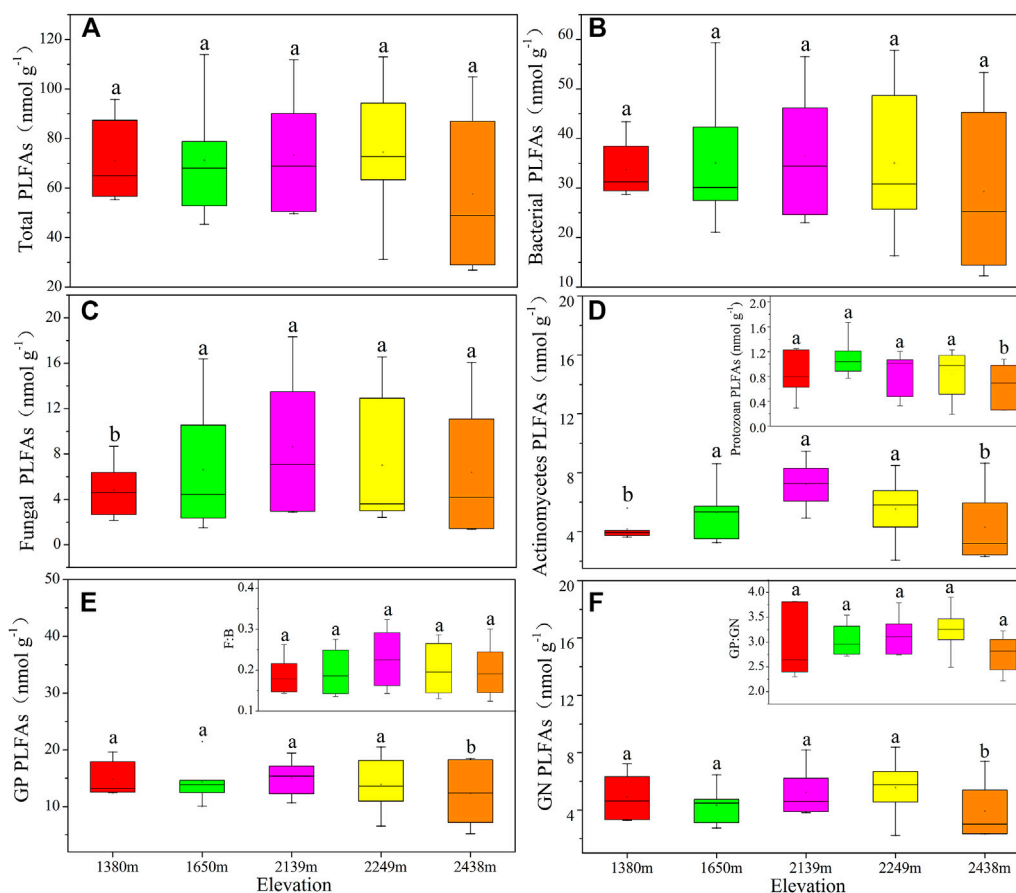 A
Total PLFAs (nmol g-1)
120
100
80
60
40
20
a a a a a
B
Bacterial PLFAs (nmol g-1)
60
50
40
30
20
10
a a a a a
C
Fungal PLFAs (nmol g-1)
20
16
12
8
4
0
b a a a a
D
Actinomycetes PLFAs (nmol g-1)
20
16
12
8
4
b a a a b
Protozoan PLFAs (nmol g-1)
2.0
1.6
1.2
0.8
0.4
0.0
a a a a b
E
GP PLFAs (nmol g-1)
50
40
30
20
10
a a a a b
F:B
0.4
0.3
0.2
0.1
a a a a a
1380m 1650m 2139m 2249m 2438m
Elevation
F
GN PLFAs (nmol g-1)
20
16
12
8
4
a a a a b
GP:GN
4.0
3.5
3.0
2.5
2.0
a a a a a
1380m 1650m 2139m 2249m 2438m
Elevation